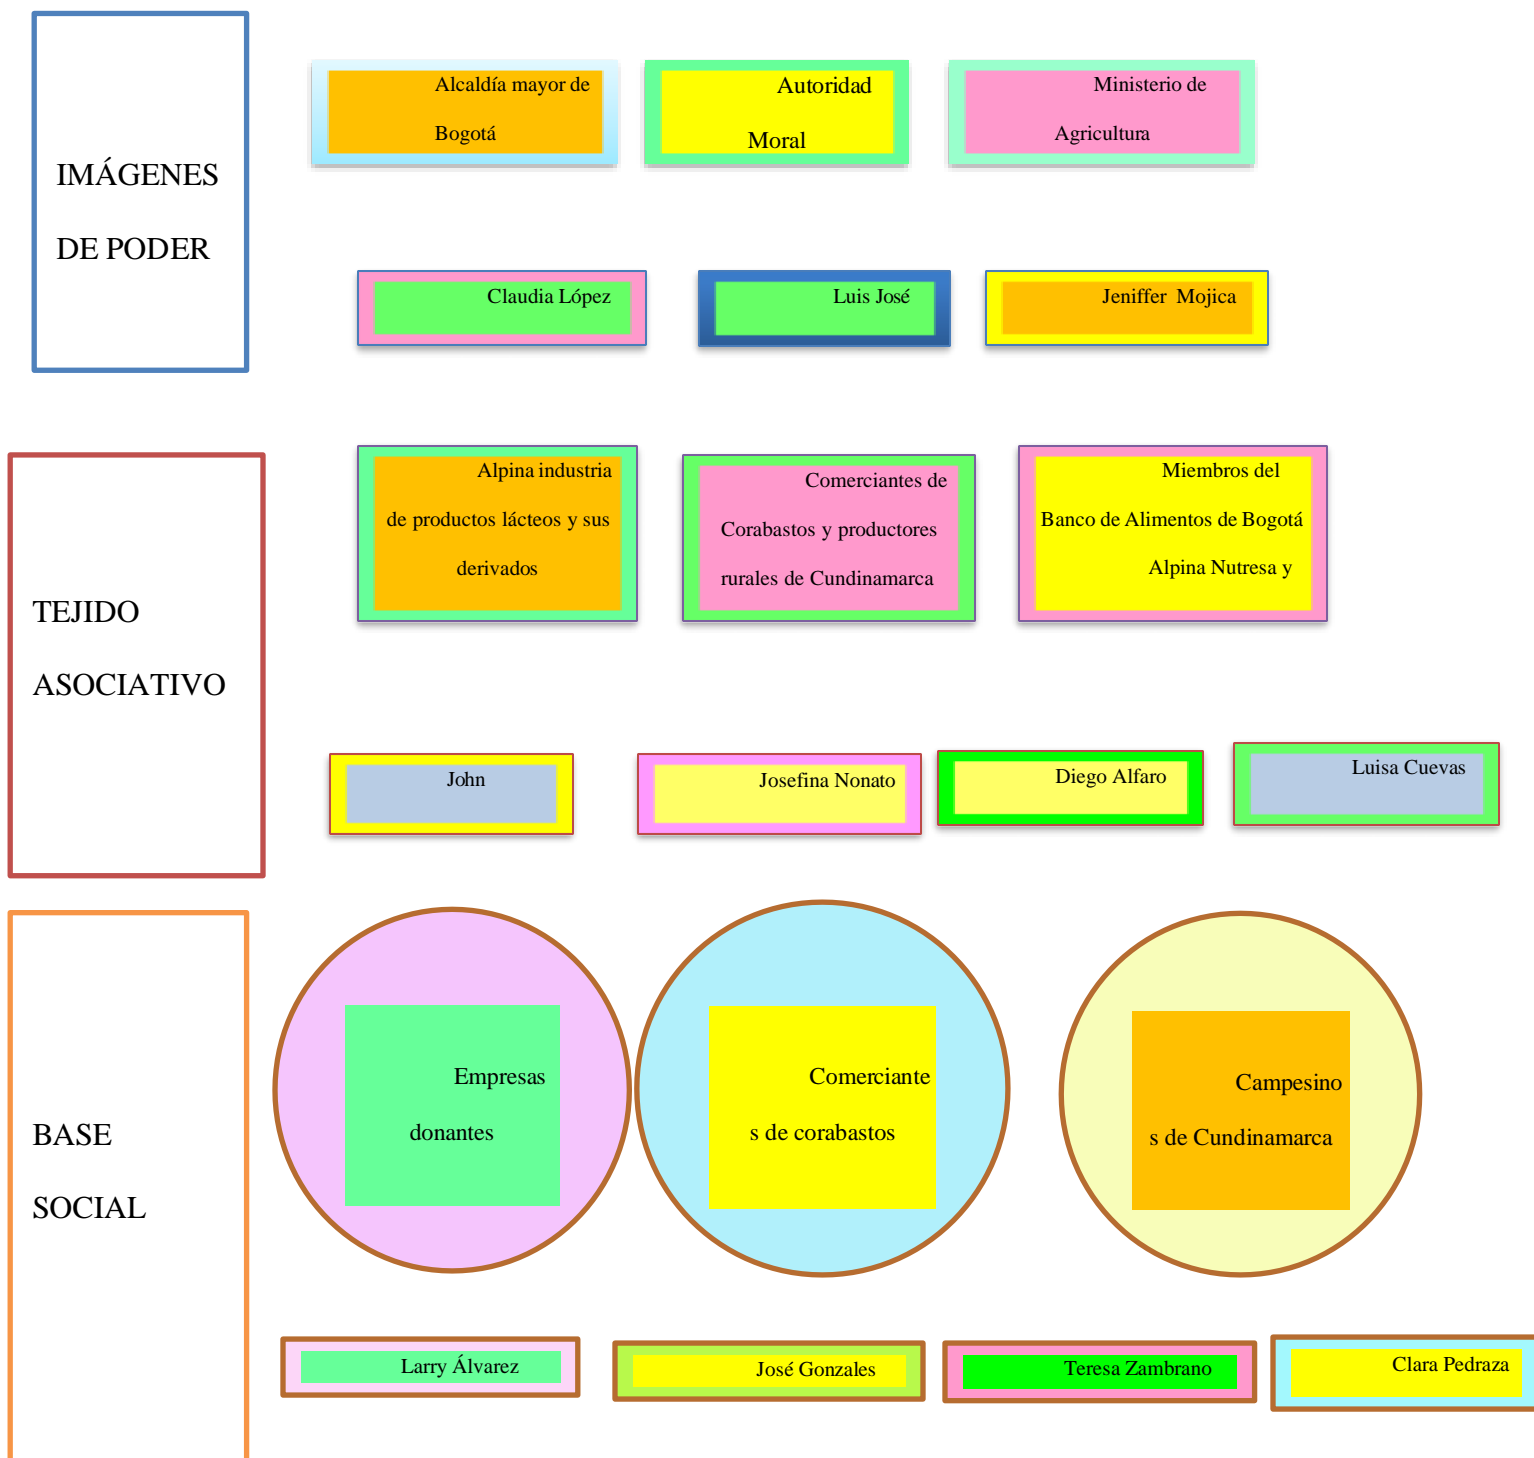 IMÁGENES
DE PODER
Alcaldía mayor de
Bogotá
Autoridad
Moral
Ministerio de
Agricultura
Claudia López
Luis José
Jeniffer  Mojica
TEJIDO
ASOCIATIVO
Alpina industria
de productos lácteos y sus
derivados
Comerciantes de
Corabastos y productores
rurales de Cundinamarca
Miembros del
Banco de Alimentos de Bogotá
Alpina Nutresa y
John
Josefina Nonato
Diego Alfaro
Luisa Cuevas
BASE
SOCIAL
Empresas
donantes
Comerciante
s de corabastos
Campesino
s de Cundinamarca
Larry Álvarez
José Gonzales
Teresa Zambrano
Clara Pedraza